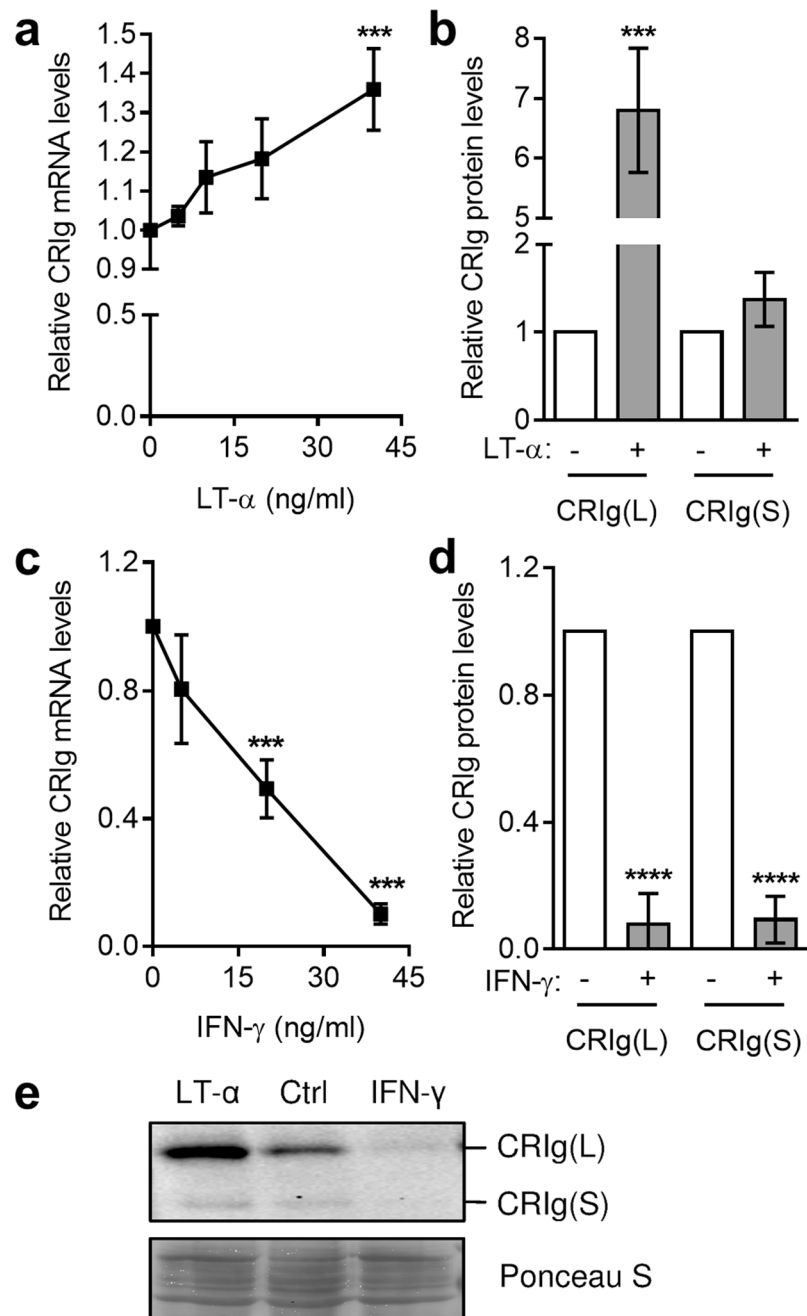 a
Relative CRIg mRNA levels
1.5
1.4
1.3
1.2
1.1
1.0
0.9
0.5
0.0
***
0 15 30 45
LT-α (ng/ml)
b
Relative CRIg protein levels
8
7
6
5
2
1
0
***
LT-α: - + - +
CRIg(L) CRIg(S)
c
Relative CRIg mRNA levels
1.2
0.8
0.4
0.0
***
***
0 15 30 45
IFN-γ (ng/ml)
d
Relative CRIg protein levels
1.2
0.8
0.4
0.0
**** ****
IFN-γ: - + - +
CRIg(L) CRIg(S)
e
LT-α Ctrl IFN-γ
CRIg(L)
CRIg(S)
Ponceau S